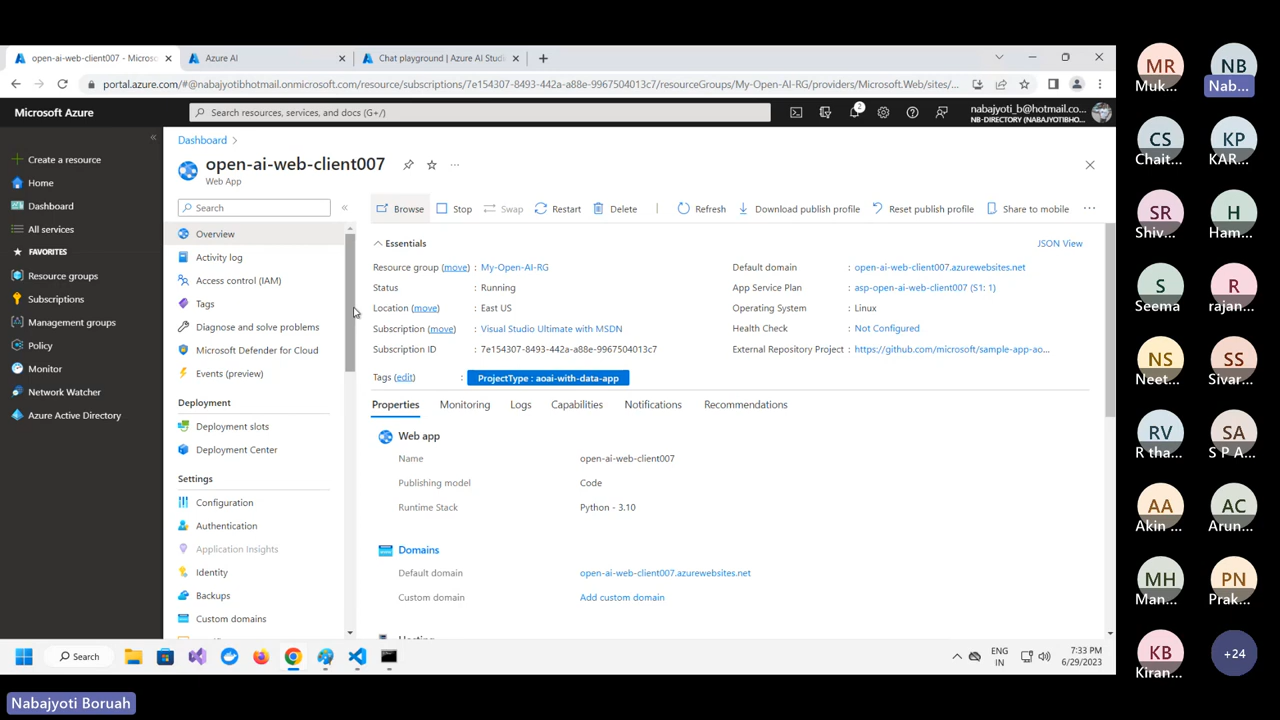 open-ai-web-client007 - Micros
Azure AI
Chat playground | Azure AI Studi
portal.azure.com/#@nabajyotibhotmail.onmicrosoft.com/resource/subscriptions/7e154307-8493-442a-a88e-9967504013c7/resourceGroups/My-Open-AI-RG/providers/Microsoft.Web/sites/...
Microsoft Azure
Search resources, services, and docs (G+/)
2
nabajyoti_b@hotmail.co...
NB-DIRECTORY (NABAJYOTIBHO...
Create a resource
Home
Dashboard
All services
FAVORITES
Resource groups
Subscriptions
Management groups
Policy
Monitor
Network Watcher
Azure Active Directory
Dashboard
open-ai-web-client007
Web App
Search
Overview
Activity log
Access control (IAM)
Tags
Diagnose and solve problems
Microsoft Defender for Cloud
Events (preview)
Deployment
Deployment slots
Deployment Center
Settings
Configuration
Authentication
Application Insights
Identity
Backups
Custom domains
Browse Stop Swap Restart Delete Refresh Download publish profile Reset publish profile Share to mobile
Essentials
JSON View
Resource group (move) : My-Open-AI-RG
Status : Running
Location (move) : East US
Subscription (move) : Visual Studio Ultimate with MSDN
Subscription ID : 7e154307-8493-442a-a88e-9967504013c7
Default domain : open-ai-web-client007.azurewebsites.net
App Service Plan : asp-open-ai-web-client007 (S1: 1)
Operating System : Linux
Health Check : Not Configured
External Repository Project : https://github.com/microsoft/sample-app-ao...
Tags (edit) : ProjectType : aoai-with-data-app
Properties Monitoring Logs Capabilities Notifications Recommendations
Web app
Name open-ai-web-client007
Publishing model Code
Runtime Stack Python - 3.10
Domains
Default domain open-ai-web-client007.azurewebsites.net
Custom domain Add custom domain
Search
ENG
IN
7:33 PM
6/29/2023
MR
Muk...
NB
Nab...
CS
Chait...
KP
KAR...
SR
Shiv...
H
Ham...
S
Seema
R
rajan...
NS
Neet...
SS
Sivar...
RV
R tha...
SA
S P A...
AA
Akin ...
AC
Arun...
MH
Man...
PN
Prak...
KB
Kiran...
+24
Nabajyoti Boruah